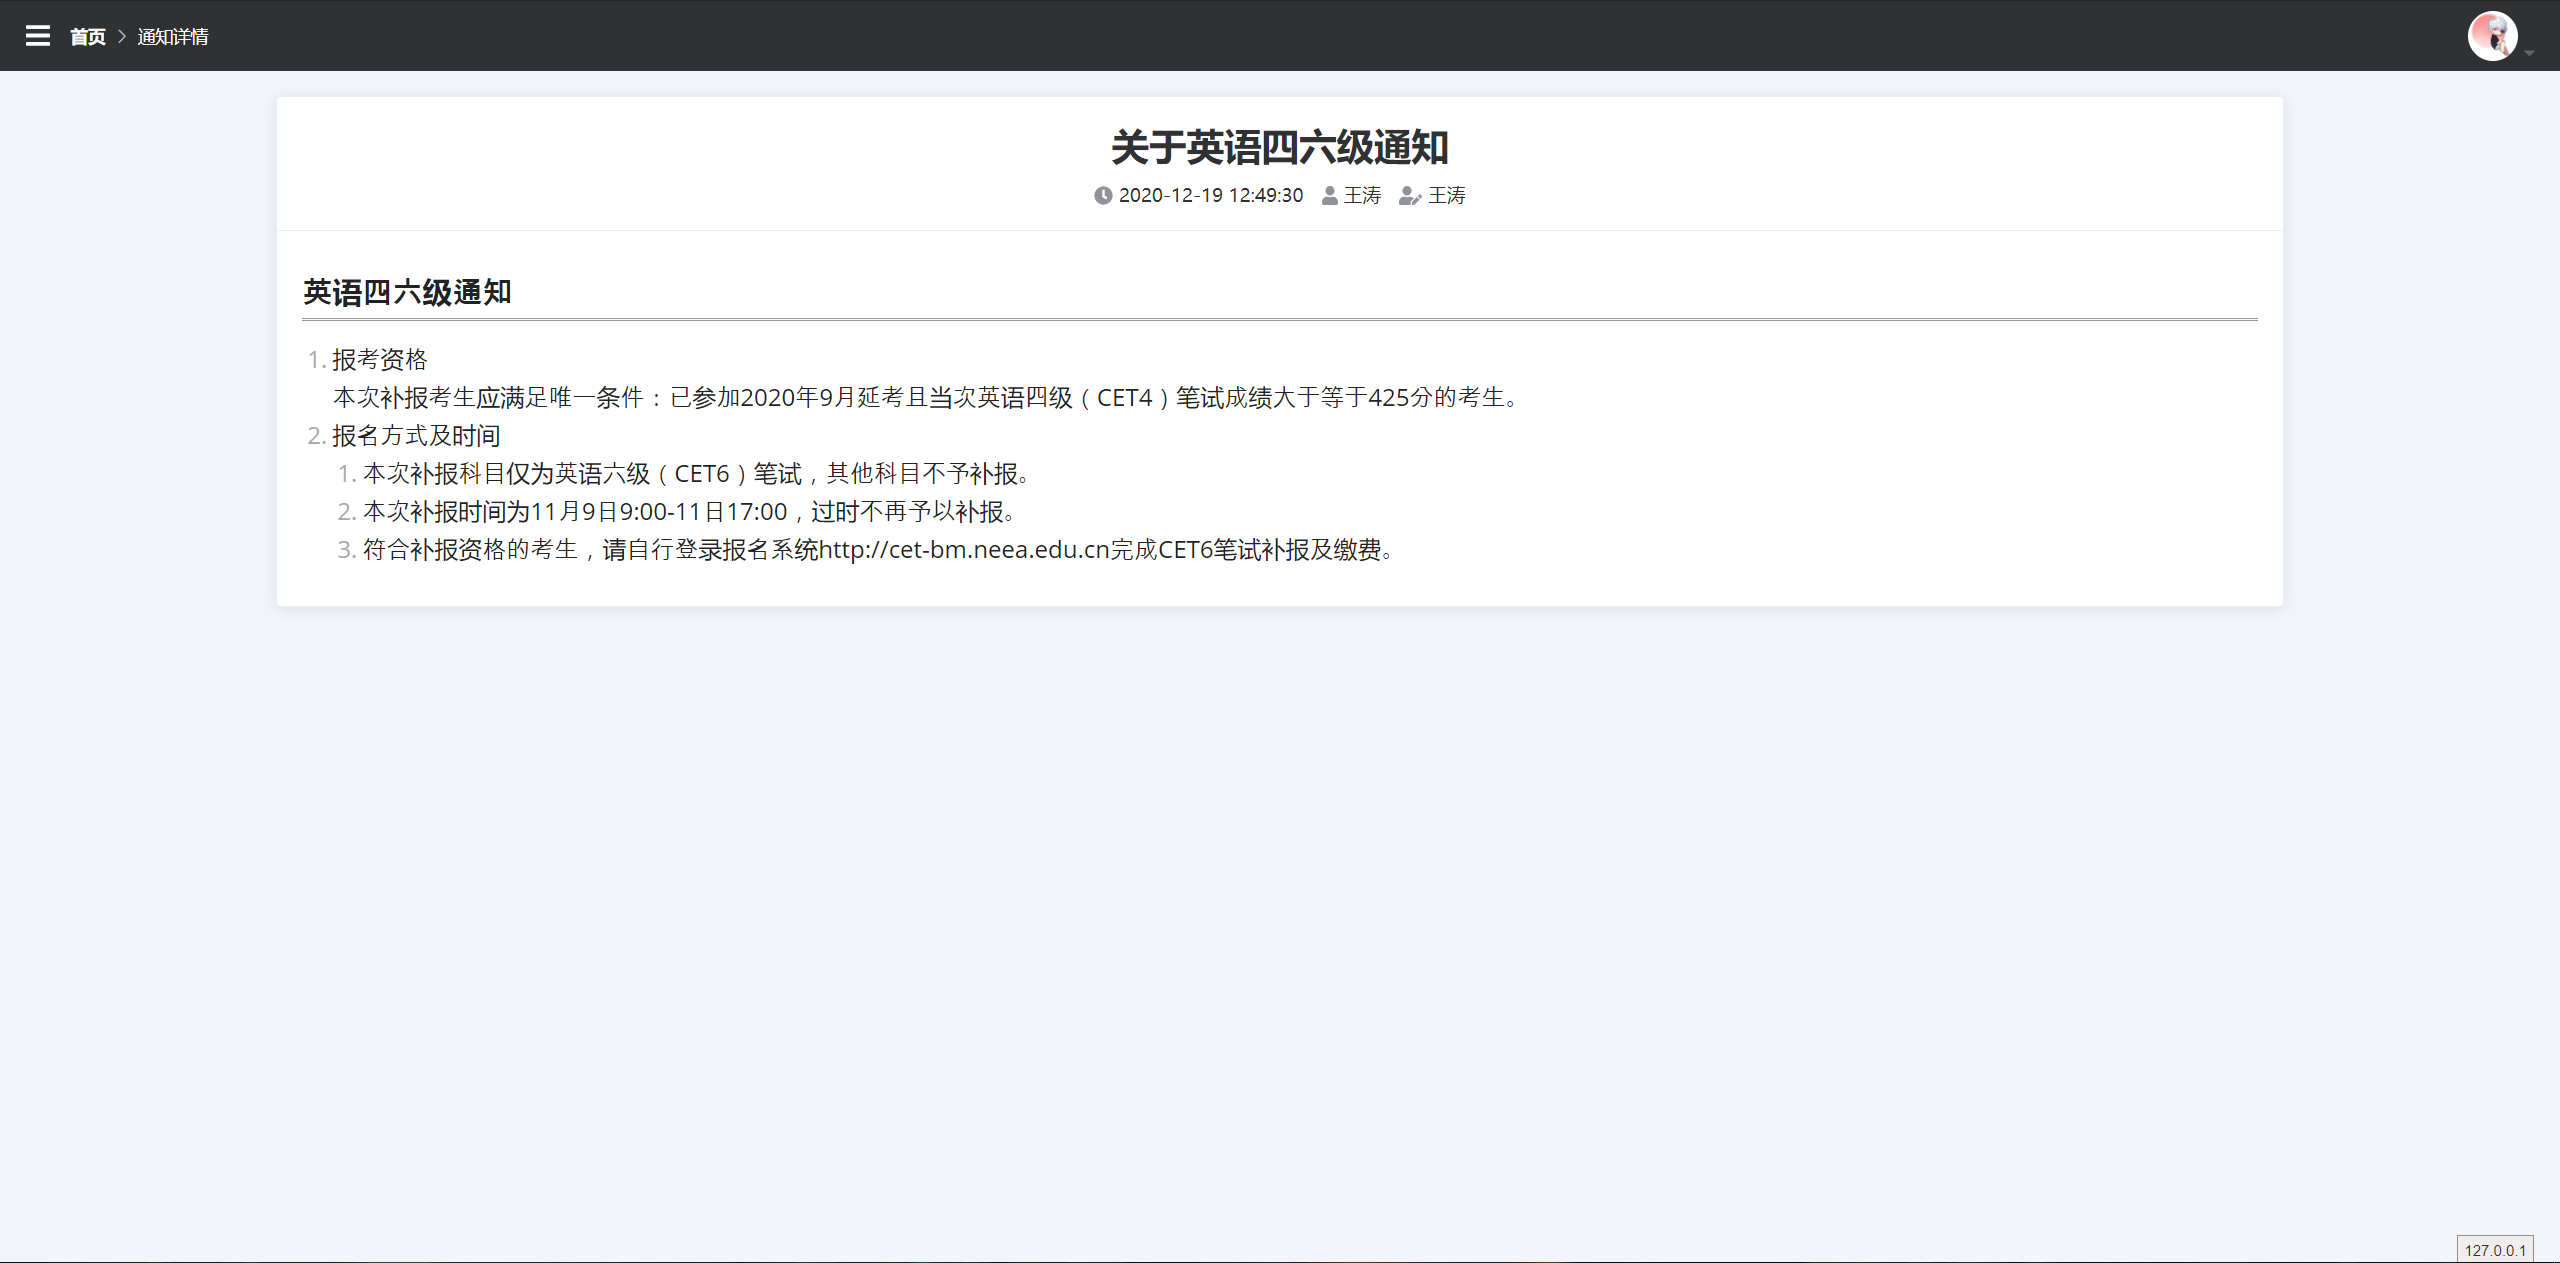 首页 > 通知详情
关于英语四六级通知
2020-12-19 12:49:30 王涛 王涛
英语四六级通知
1. 报考资格
本次补报考生应满足唯一条件：已参加2020年9月延考且当次英语四级（CET4）笔试成绩大于等于425分的考生。
2. 报名方式及时间
1. 本次补报科目仅为英语六级（CET6）笔试，其他科目不予补报。
2. 本次补报时间为11月9日9:00-11日17:00，过时不再予以补报。
3. 符合补报资格的考生，请自行登录报名系统http://cet-bm.neea.edu.cn完成CET6笔试补报及缴费。
127.0.0.1